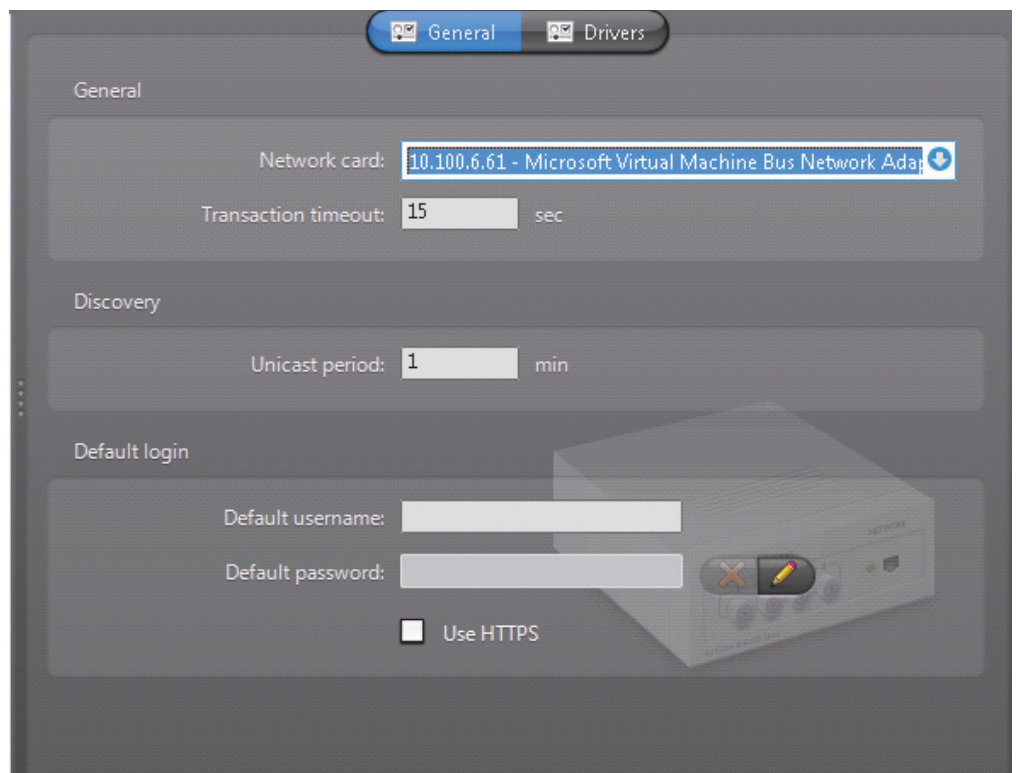 General Drivers
General
Network card: 10.100.6.61 - Microsoft Virtual Machine Bus Network Ada
Transaction timeout: 15 sec
Discovery
Unicast period: 1 min
Default login
Default username:
NETWORK
Default password:
Use HTTPS